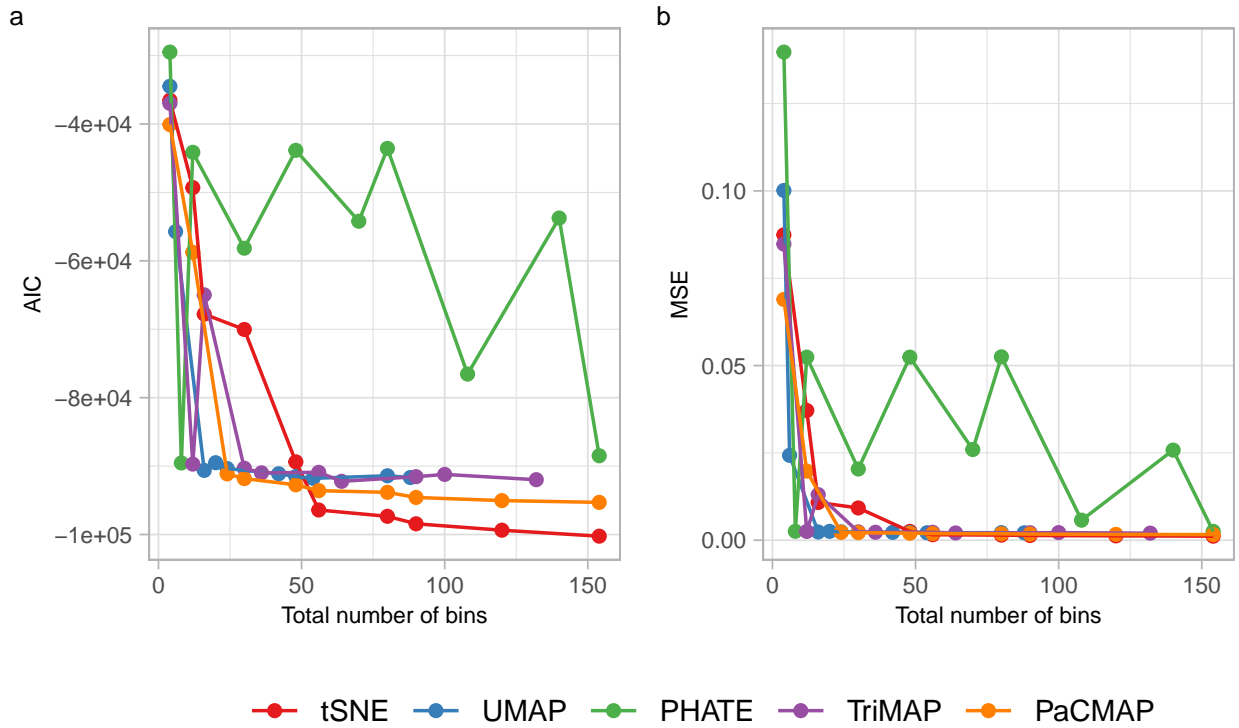 a
b
−4e+04
−6e+04
−8e+04
−1e+05
AIC
0
50
100
150
Total number of bins
0.10
0.05
0.00
MSE
0
50
100
150
Total number of bins
tSNE
UMAP
PHATE
TriMAP
PaCMAP